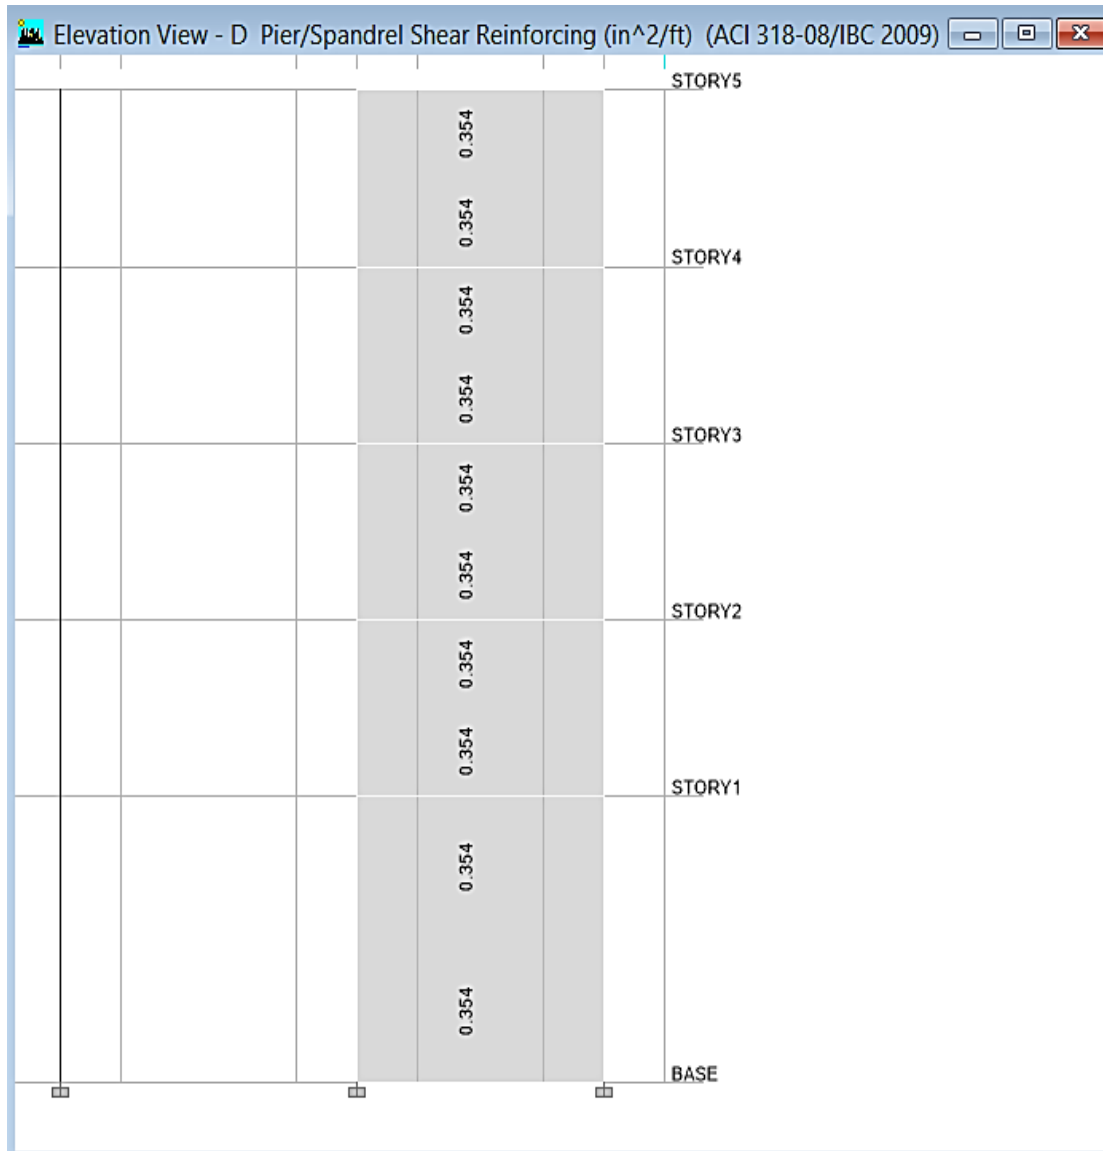 Elevation View - D  Pier/Spandrel Shear Reinforcing (in^2/ft)  (ACI 318-08/IBC 2009)
STORY5
0.354
0.354
STORY4
0.354
0.354
STORY3
0.354
0.354
STORY2
0.354
0.354
STORY1
0.354
0.354
BASE